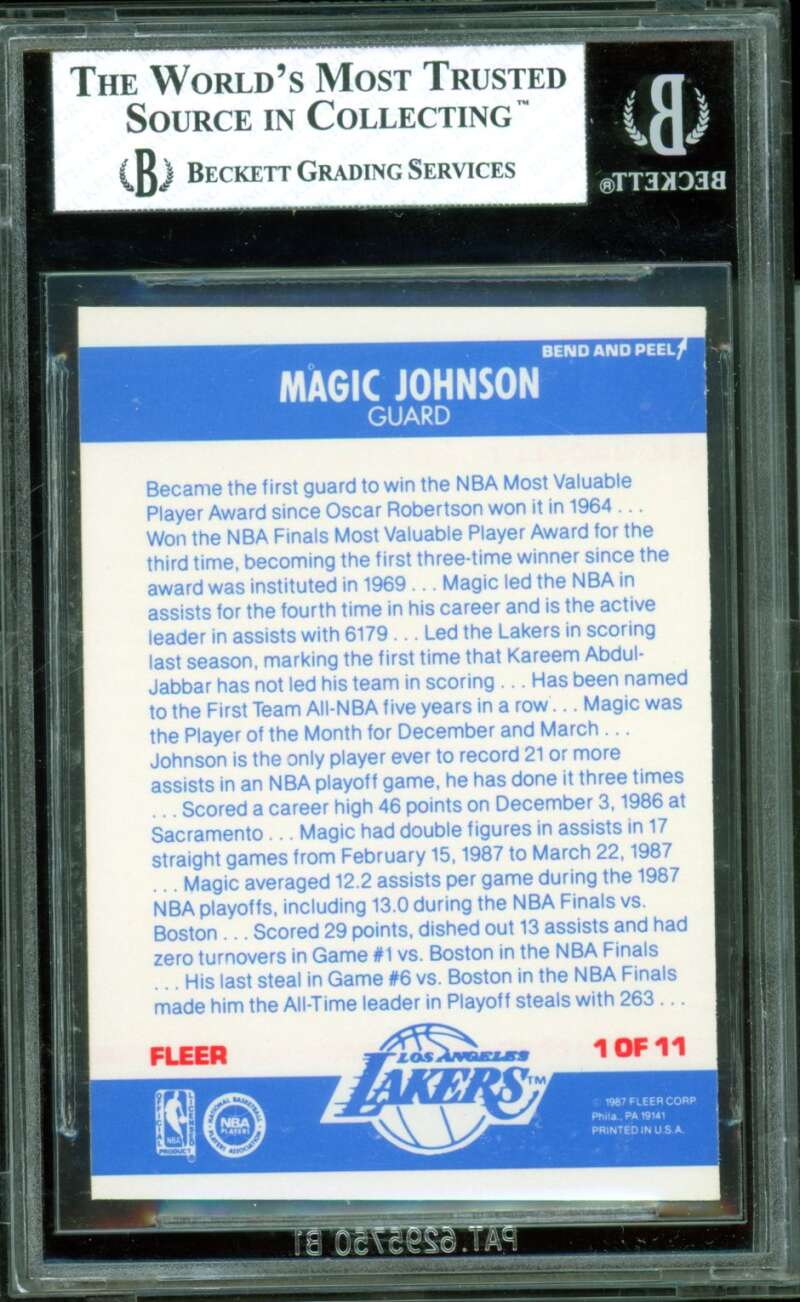 THE WORLD'S MOST TRUSTED
SOURCE IN COLLECTING™
B BECKETT GRADING SERVICES
B
BECKETT®
BEND AND PEEL
MAGIC JOHNSON
GUARD
Became the first guard to win the NBA Most Valuable
Player Award since Oscar Robertson won it in 1964 . . .
Won the NBA Finals Most Valuable Player Award for the
third time, becoming the first three-time winner since the
award was instituted in 1969 . . . Magic led the NBA in
assists for the fourth time in his career and is the active
leader in assists with 6179 . . . Led the Lakers in scoring
last season, marking the first time that Kareem Abdul-
Jabbar has not led his team in scoring . . . Has been named
to the First Team All-NBA five years in a row . . . Magic was
the Player of the Month for December and March . . .
Johnson is the only player ever to record 21 or more
assists in an NBA playoff game, he has done it three times
. . . Scored a career high 46 points on December 3, 1986 at
Sacramento . . . Magic had double figures in assists in 17
straight games from February 15, 1987 to March 22, 1987
. . . Magic averaged 12.2 assists per game during the 1987
NBA playoffs, including 13.0 during the NBA Finals vs.
Boston . . . Scored 29 points, dished out 13 assists and had
zero turnovers in Game #1 vs. Boston in the NBA Finals
. . . His last steal in Game #6 vs. Boston in the NBA Finals
made him the All-Time leader in Playoff steals with 263 . . .
FLEER
LOS ANGELES
LAKERS™
1 OF 11
OFFICIAL LICENSED
NBA
PRODUCT
NATIONAL BASKETBALL
NBA
PLAYERS
PLAYERS ASSOCIATION
© 1987 FLEER CORP.
Phila., PA 19141
PRINTED IN U.S.A.
PAT. 6295750 B1